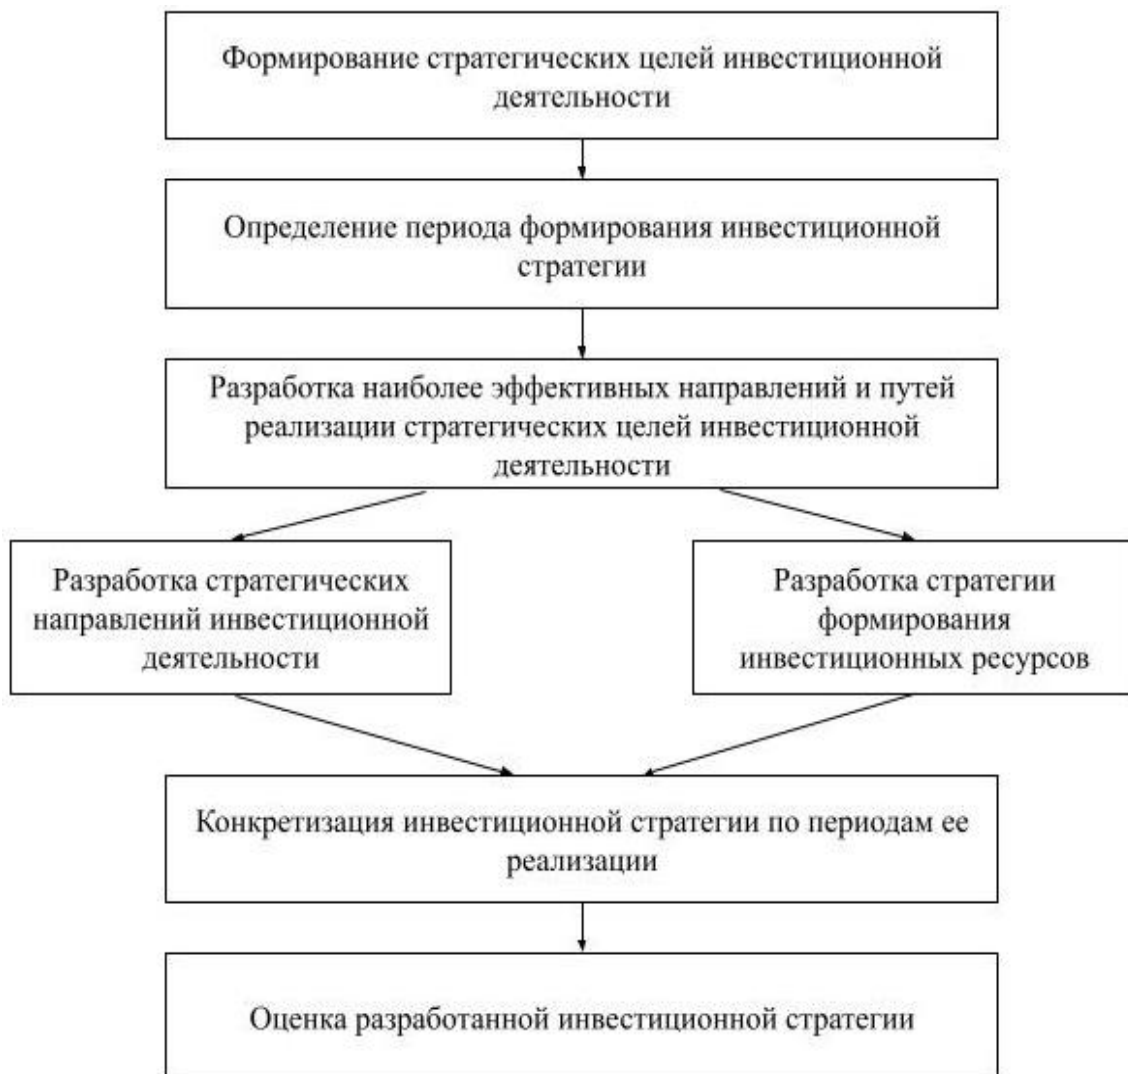 Формирование стратегических целей инвестиционной
деятельности
Определение периода формирования инвестиционной
стратегии
Разработка наиболее эффективных направлений и путей
реализации стратегических целей инвестиционной
деятельности
Разработка стратегических
направлений инвестиционной
деятельности
Разработка стратегии
формирования
инвестиционных ресурсов
Конкретизация инвестиционной стратегии по периодам ее
реализации
Оценка разработанной инвестиционной стратегии